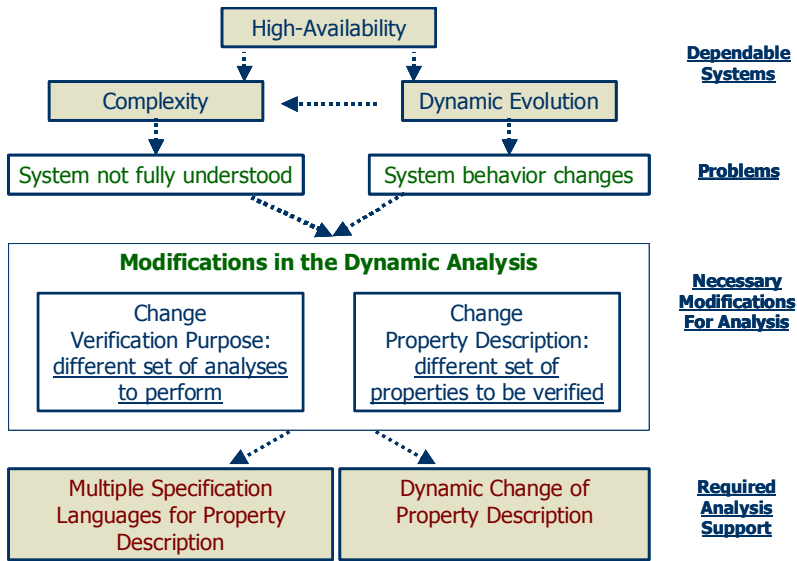 High-Availability
Dependable
Systems
Complexity
Dynamic Evolution
System not fully understood
System behavior changes
Problems
Modifications in the Dynamic Analysis
Change
Verification Purpose:
different set of analyses
to perform
Change
Property Description:
different set of
properties to be verified
Necessary
Modifications
For Analysis
Multiple Specification
Languages for Property
Description
Dynamic Change of
Property Description
Required
Analysis
Support